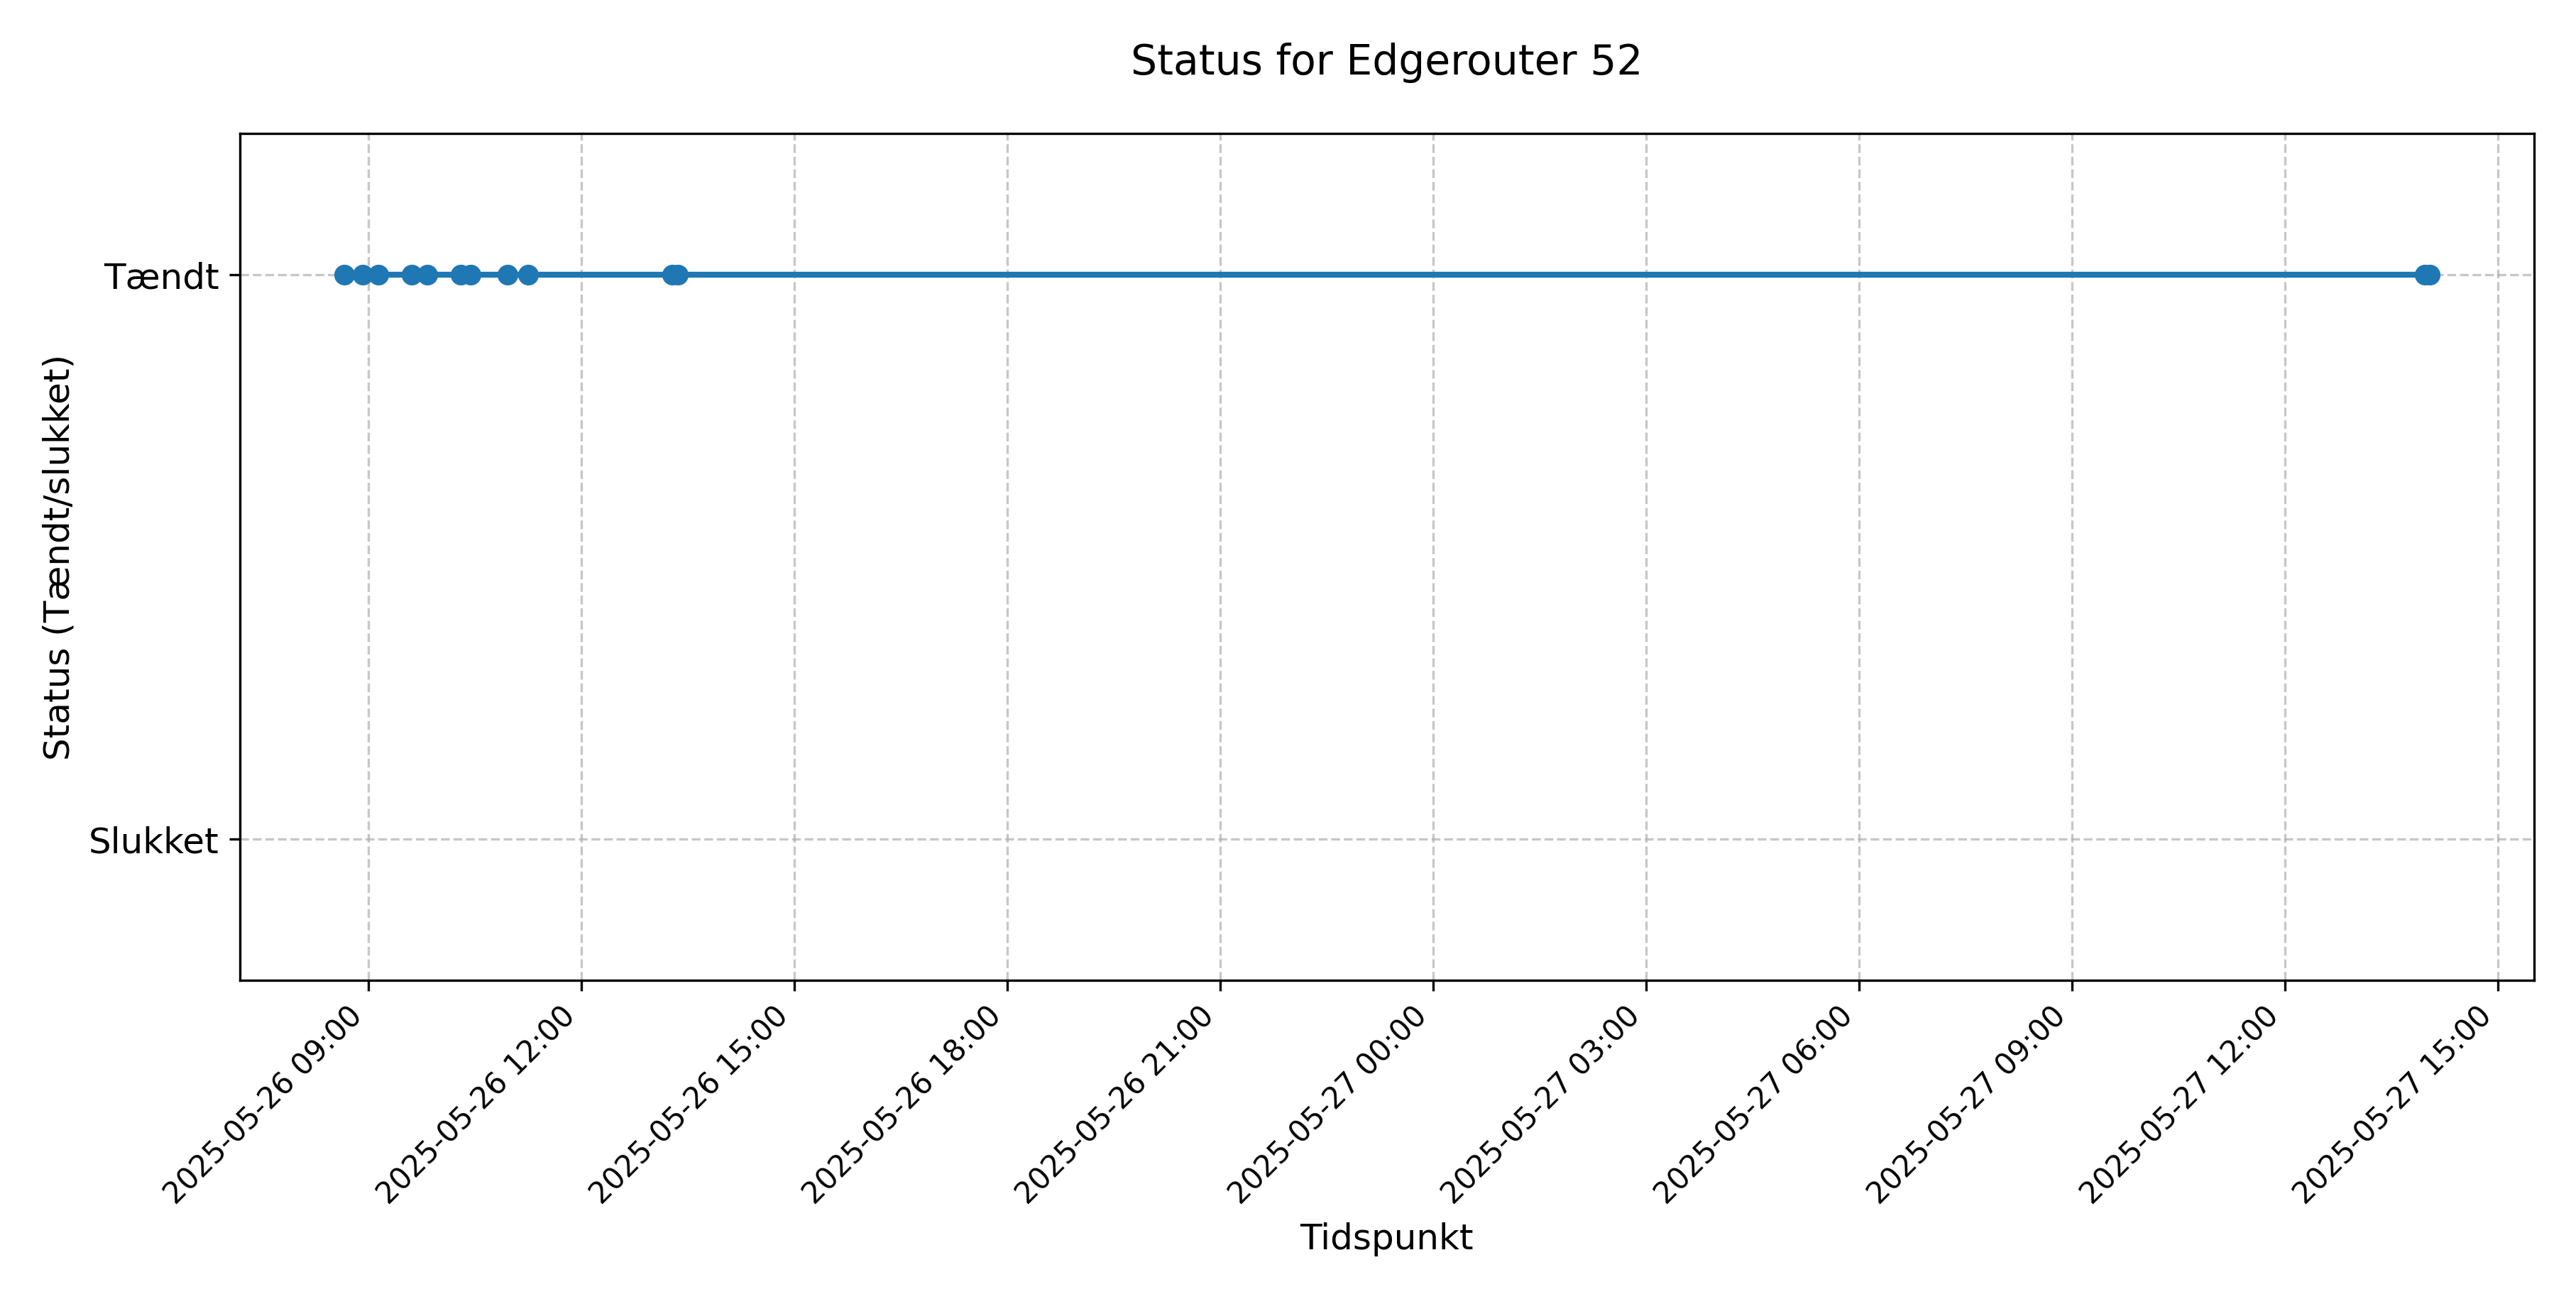 Status for Edgerouter 52
Status (Tændt/slukket)
Tændt
Slukket
2025-05-26 09:00
2025-05-26 12:00
2025-05-26 15:00
2025-05-26 18:00
2025-05-26 21:00
2025-05-27 00:00
2025-05-27 03:00
2025-05-27 06:00
2025-05-27 09:00
2025-05-27 12:00
2025-05-27 15:00
Tidspunkt